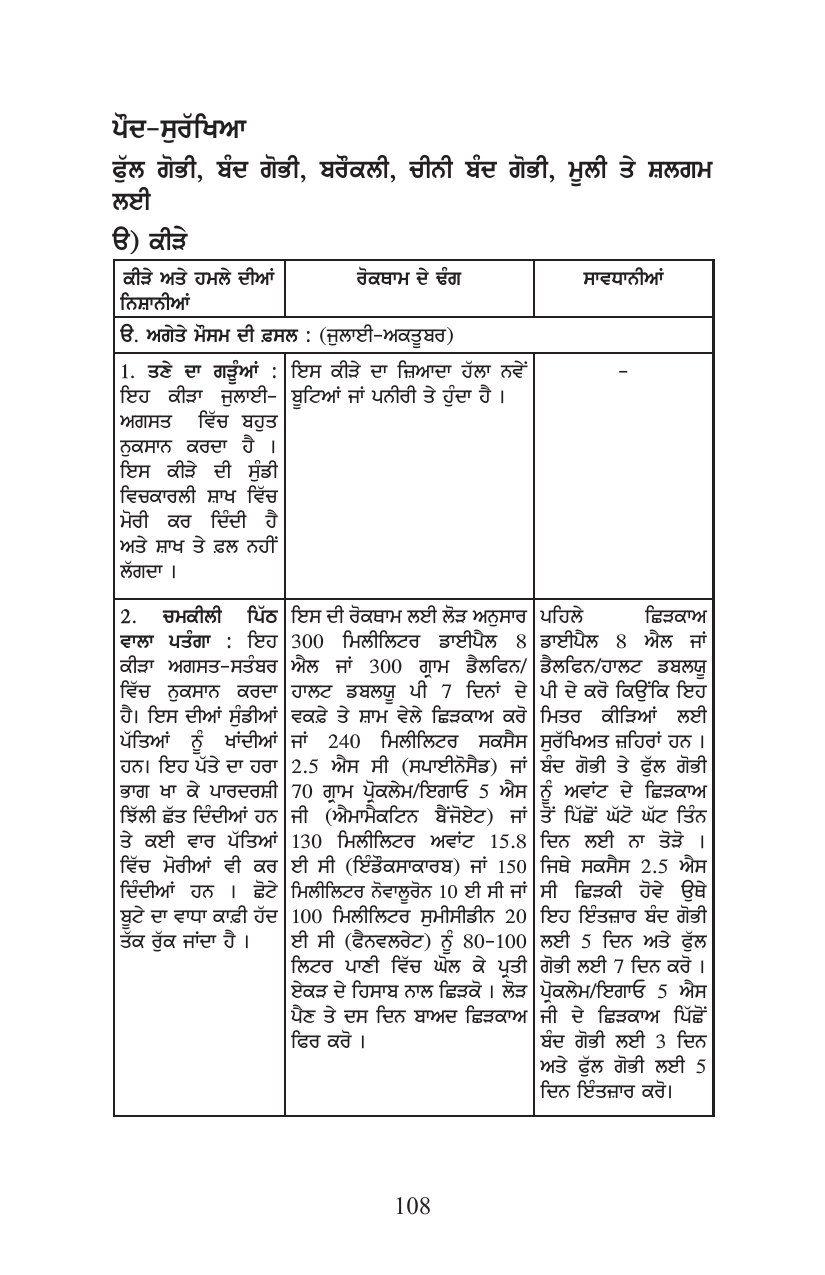 ਪੌਦ-ਸੁਰੱਖਿਆ
ਫੁੱਲ ਗੋਭੀ, ਬੰਦ ਗੋਭੀ, ਬਰੌਕਲੀ, ਚੀਨੀ ਬੰਦ ਗੋਭੀ, ਮੂਲੀ ਤੇ ਸ਼ਲਗਮ
ਲਈ
ੳ) ਕੀੜੇ
ਕੀੜੇ ਅਤੇ ਹਮਲੇ ਦੀਆਂ
ਨਿਸ਼ਾਨੀਆਂ
ਰੋਕਥਾਮ ਦੇ ਢੰਗ
ਸਾਵਧਾਨੀਆਂ
ੳ. ਅਗੇਤੇ ਮੌਸਮ ਦੀ ਫ਼ਸਲ : (ਜੁਲਾਈ-ਅਕਤੂਬਰ)
1. ਤਣੇ ਦਾ ਗੜੂੰਆਂ :
ਇਹ ਕੀੜਾ ਜੁਲਾਈ-
ਅਗਸਤ ਵਿੱਚ ਬਹੁਤ
ਨੁਕਸਾਨ ਕਰਦਾ ਹੈ ।
ਇਸ ਕੀੜੇ ਦੀ ਸੁੰਡੀ
ਵਿਚਕਾਰਲੀ ਸ਼ਾਖ ਵਿੱਚ
ਮੋਰੀ ਕਰ ਦਿੰਦੀ ਹੈ
ਅਤੇ ਸ਼ਾਖ ਤੇ ਫ਼ਲ ਨਹੀਂ
ਲੱਗਦਾ ।
ਇਸ ਕੀੜੇ ਦਾ ਜ਼ਿਆਦਾ ਹੱਲਾ ਨਵੇਂ
ਬੂਟਿਆਂ ਜਾਂ ਪਨੀਰੀ ਤੇ ਹੁੰਦਾ ਹੈ ।
-
2. ਚਮਕੀਲੀ ਪਿੱਠ
ਵਾਲਾ ਪਤੰਗਾ : ਇਹ
ਕੀੜਾ ਅਗਸਤ-ਸਤੰਬਰ
ਵਿੱਚ ਨੁਕਸਾਨ ਕਰਦਾ
ਹੈ। ਇਸ ਦੀਆਂ ਸੁੰਡੀਆਂ
ਪੱਤਿਆਂ ਨੂੰ ਖਾਂਦੀਆਂ
ਹਨ। ਇਹ ਪੱਤੇ ਦਾ ਹਰਾ
ਭਾਗ ਖਾ ਕੇ ਪਾਰਦਰਸ਼ੀ
ਝਿੱਲੀ ਛੱਤ ਦਿੰਦੀਆਂ ਹਨ
ਤੇ ਕਈ ਵਾਰ ਪੱਤਿਆਂ
ਵਿੱਚ ਮੋਰੀਆਂ ਵੀ ਕਰ
ਦਿੰਦੀਆਂ ਹਨ । ਛੋਟੇ
ਬੂਟੇ ਦਾ ਵਾਧਾ ਕਾਫ਼ੀ ਹੱਦ
ਤੱਕ ਰੁੱਕ ਜਾਂਦਾ ਹੈ ।
ਇਸ ਦੀ ਰੋਕਥਾਮ ਲਈ ਲੋੜ ਅਨੁਸਾਰ
300 ਮਿਲੀਲਿਟਰ ਡਾਈਪੈਲ 8
ਐਲ ਜਾਂ 300 ਗ੍ਰਾਮ ਡੈਲਫਿਨ/
ਹਾਲਟ ਡਬਲਯੂ ਪੀ 7 ਦਿਨਾਂ ਦੇ
ਵਕਫ਼ੇ ਤੇ ਸ਼ਾਮ ਵੇਲੇ ਛਿੜਕਾਅ ਕਰੋ
ਜਾਂ 240 ਮਿਲੀਲਿਟਰ ਸਕਸੈਸ
2.5 ਐਸ ਸੀ (ਸਪਾਈਨੋਸੈਡ) ਜਾਂ
70 ਗ੍ਰਾਮ ਪ੍ਰੋਕਲੇਮ/ਇਗਾਓ 5 ਐਸ
ਜੀ (ਐਮਾਮੈਕਟਿਨ ਬੈਂਜੋਏਟ) ਜਾਂ
130 ਮਿਲੀਲਿਟਰ ਅਵਾਂਟ 15.8
ਈ ਸੀ (ਇੰਡੌਕਸਾਕਾਰਬ) ਜਾਂ 150
ਮਿਲੀਲਿਟਰ ਨੋਵਾਲੂਰੋਨ 10 ਈ ਸੀ ਜਾਂ
100 ਮਿਲੀਲਿਟਰ ਸੁਮੀਸੀਡੀਨ 20
ਈ ਸੀ (ਫੈਨਵਲਰੇਟ) ਨੂੰ 80-100
ਲਿਟਰ ਪਾਣੀ ਵਿੱਚ ਘੋਲ ਕੇ ਪ੍ਰਤੀ
ਏਕੜ ਦੇ ਹਿਸਾਬ ਨਾਲ ਛਿੜਕੋ । ਲੋੜ
ਪੈਣ ਤੇ ਦਸ ਦਿਨ ਬਾਅਦ ਛਿੜਕਾਅ
ਫਿਰ ਕਰੋ ।
ਪਹਿਲੇ ਛਿੜਕਾਅ
ਡਾਈਪੈਲ 8 ਐਲ ਜਾਂ
ਡੈਲਫਿਨ/ਹਾਲਟ ਡਬਲਯੂ
ਪੀ ਦੇ ਕਰੋ ਕਿਉਂਕਿ ਇਹ
ਮਿਤਰ ਕੀੜਿਆਂ ਲਈ
ਸੁਰੱਖਿਅਤ ਜ਼ਹਿਰਾਂ ਹਨ ।
ਬੰਦ ਗੋਭੀ ਤੇ ਫੁੱਲ ਗੋਭੀ
ਨੂੰ ਅਵਾਂਟ ਦੇ ਛਿੜਕਾਅ
ਤੋਂ ਪਿੱਛੋਂ ਘੱਟੋ ਘੱਟ ਤਿੰਨ
ਦਿਨ ਲਈ ਨਾ ਤੋੜੋ ।
ਜਿਥੇ ਸਕਸੈਸ 2.5 ਐਸ
ਸੀ ਛਿੜਕੀ ਹੋਵੇ ਉਥੇ
ਇਹ ਇੰਤਜ਼ਾਰ ਬੰਦ ਗੋਭੀ
ਲਈ 5 ਦਿਨ ਅਤੇ ਫੁੱਲ
ਗੋਭੀ ਲਈ 7 ਦਿਨ ਕਰੋ ।
ਪ੍ਰੋਕਲੇਮ/ਇਗਾਓ 5 ਐਸ
ਜੀ ਦੇ ਛਿੜਕਾਅ ਪਿੱਛੋਂ
ਬੰਦ ਗੋਭੀ ਲਈ 3 ਦਿਨ
ਅਤੇ ਫੁੱਲ ਗੋਭੀ ਲਈ 5
ਦਿਨ ਇੰਤਜ਼ਾਰ ਕਰੋ।
108